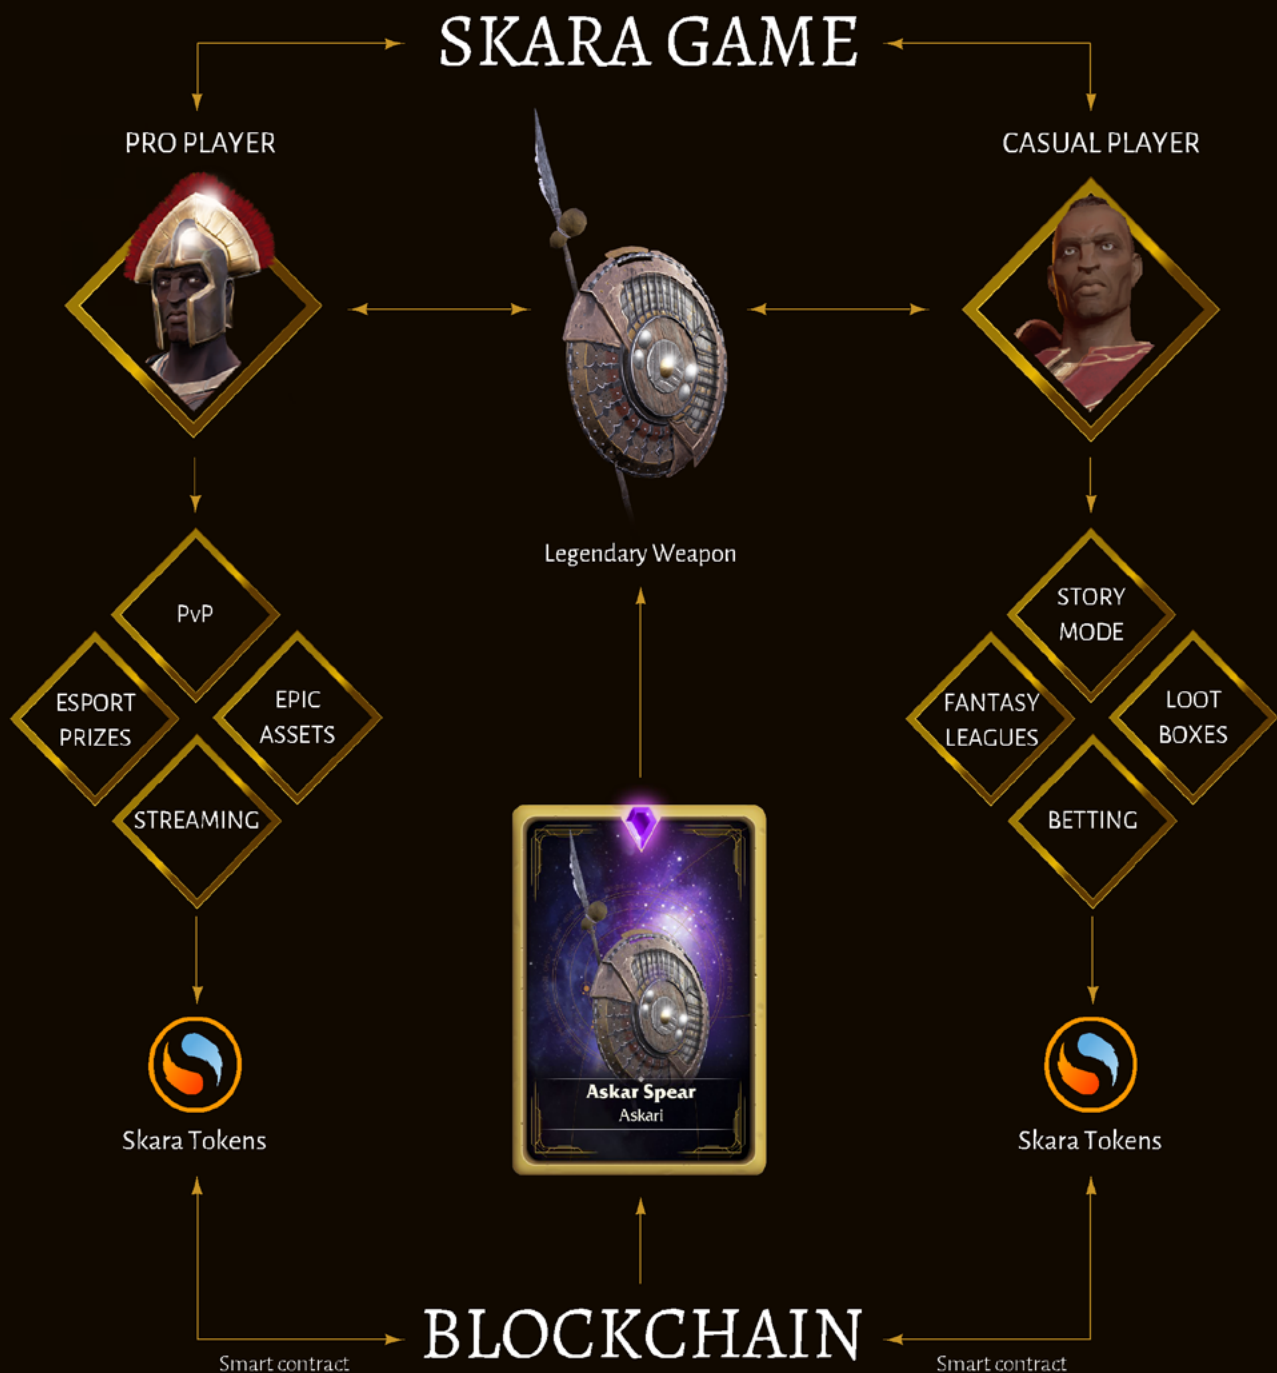 SKARA GAME
PRO PLAYER
CASUAL PLAYER
Legendary Weapon
PvP
ESPORT
PRIZES
EPIC
ASSETS
STREAMING
STORY
MODE
FANTASY
LEAGUES
LOOT
BOXES
BETTING
Askar Spear
Askari
Skara Tokens
Skara Tokens
BLOCKCHAIN
Smart contract
Smart contract